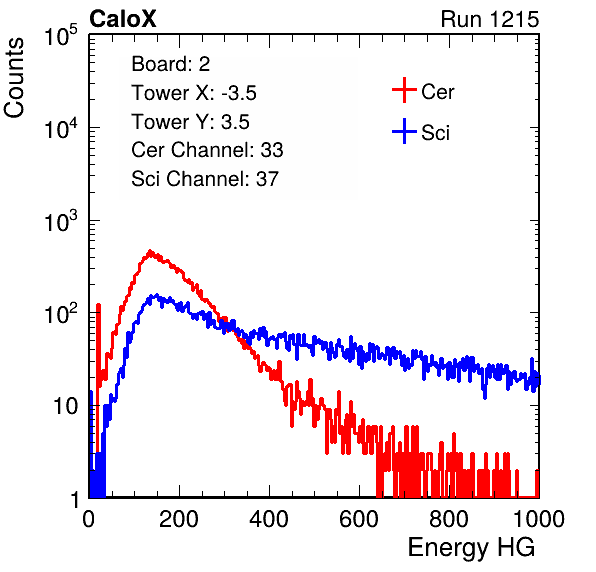 CaloX Run 1215
Counts
Board: 2
Tower X: -3.5
Tower Y: 3.5
Cer Channel: 33
Sci Channel: 37
Cer
Sci
10^5
10^4
10^3
10^2
10
1
0 200 400 600 800 1000
Energy HG